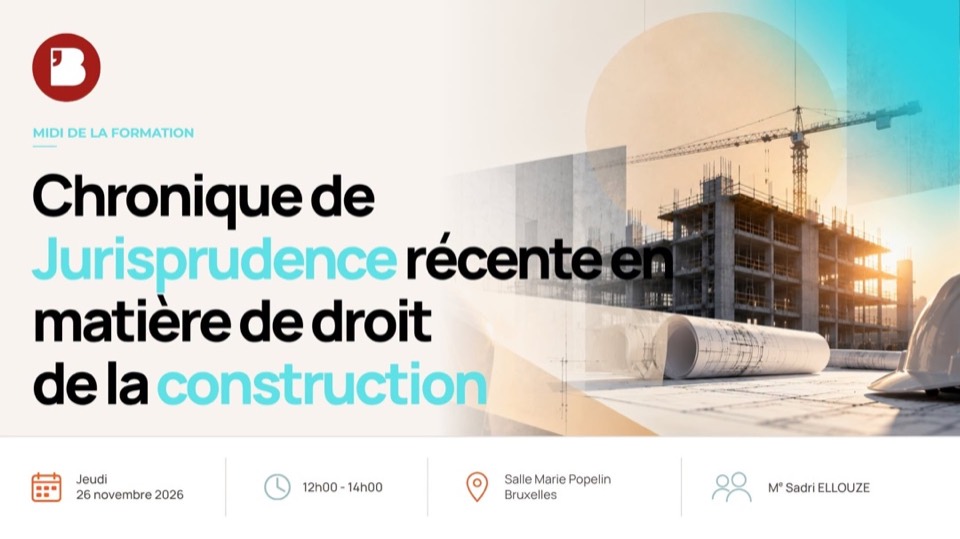 B
MIDI DE LA FORMATION
Chronique de
Jurisprudence récente en
matière de droit
de la construction
Jeudi
26 novembre 2026
12h00 - 14h00
Salle Marie Popelin
Bruxelles
Mᵉ Sadri ELLOUZE